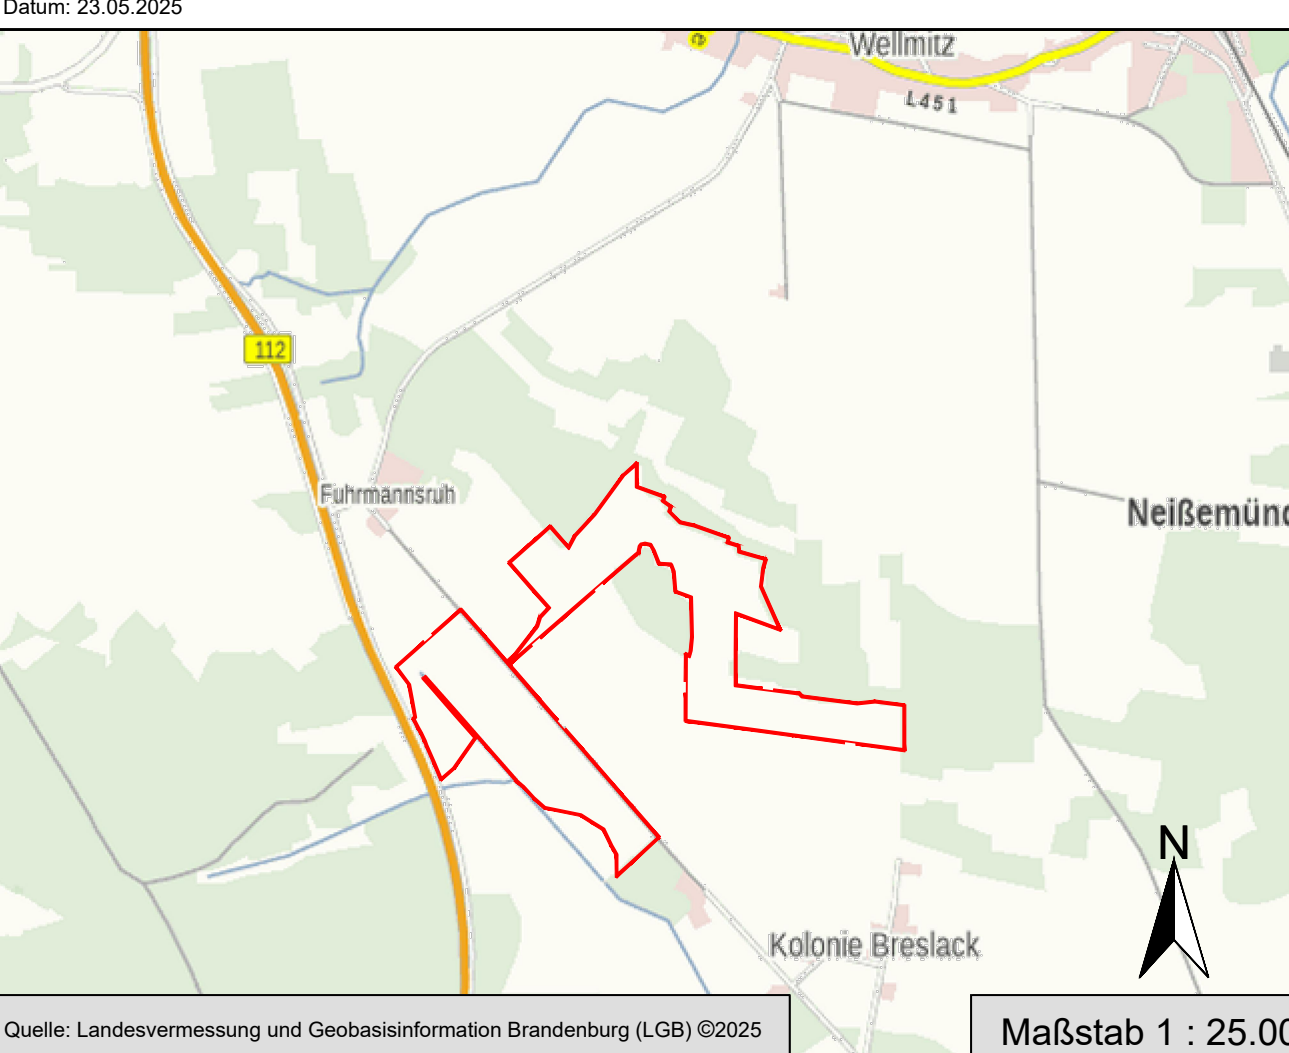 Datum: 23.05.2025
Wellmitz
L451
112
Fuhrmannsruh
Neißemünd
N
Kolonie Breslack
Quelle: Landesvermessung und Geobasisinformation Brandenburg (LGB) ©2025
Maßstab 1 : 25.00